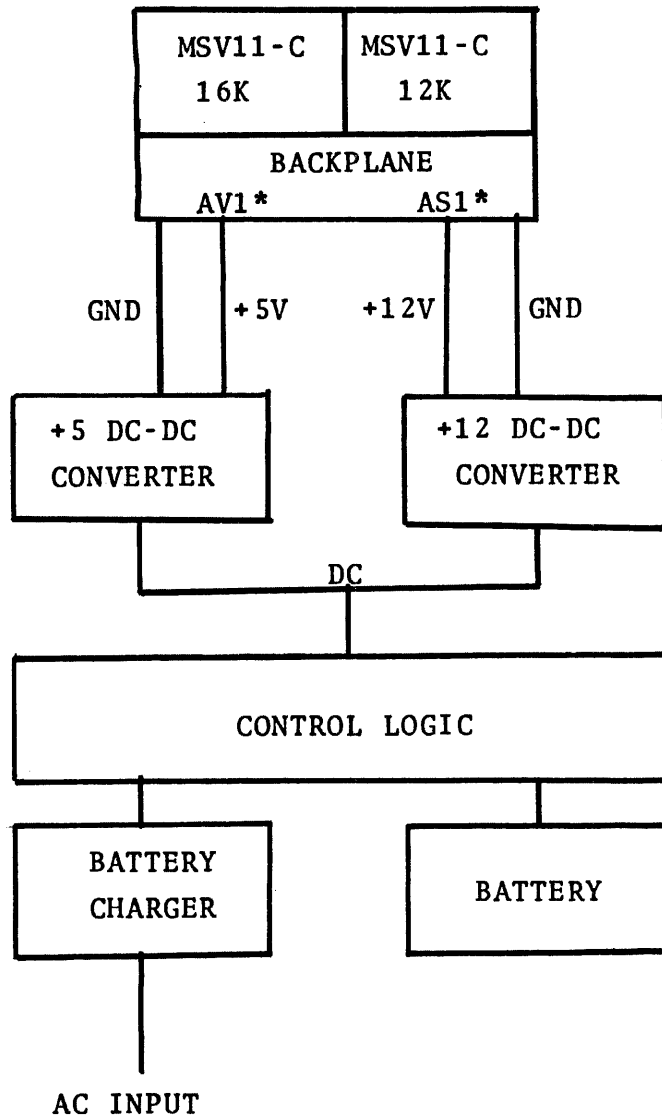 MSV11-C MSV11-C
16K 12K
BACKPLANE
AV1* AS1*
GND +5V +12V GND
+5 DC-DC
CONVERTER
+12 DC-DC
CONVERTER
DC
CONTROL LOGIC
BATTERY
CHARGER
BATTERY
AC INPUT